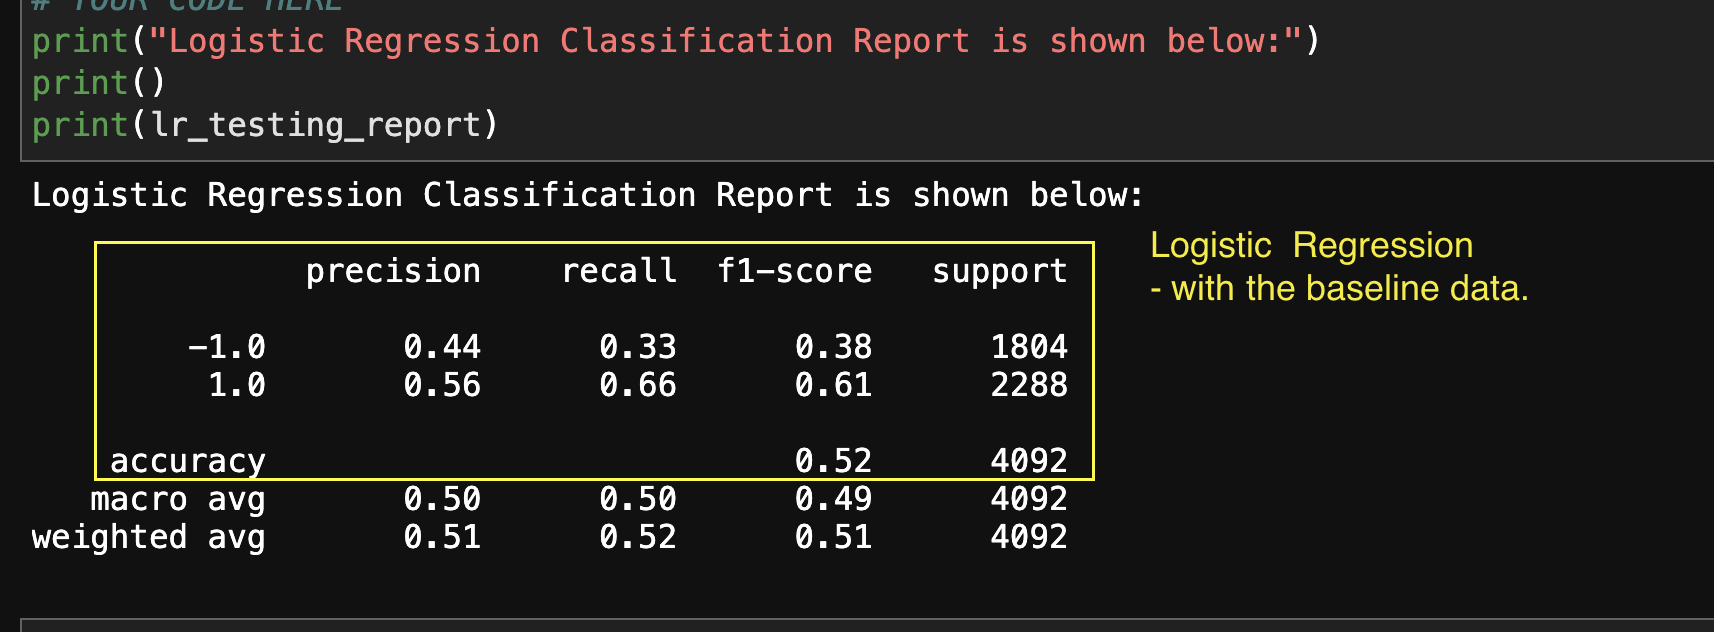 # YOUR CODE HERE
print("Logistic Regression Classification Report is shown below:")
print()
print(lr_testing_report)
Logistic Regression Classification Report is shown below:
Logistic  Regression
- with the baseline data.
precision recall f1-score support
-1.0 0.44 0.33 0.38 1804
1.0 0.56 0.66 0.61 2288
accuracy 0.52 4092
macro avg 0.50 0.50 0.49 4092
weighted avg 0.51 0.52 0.51 4092